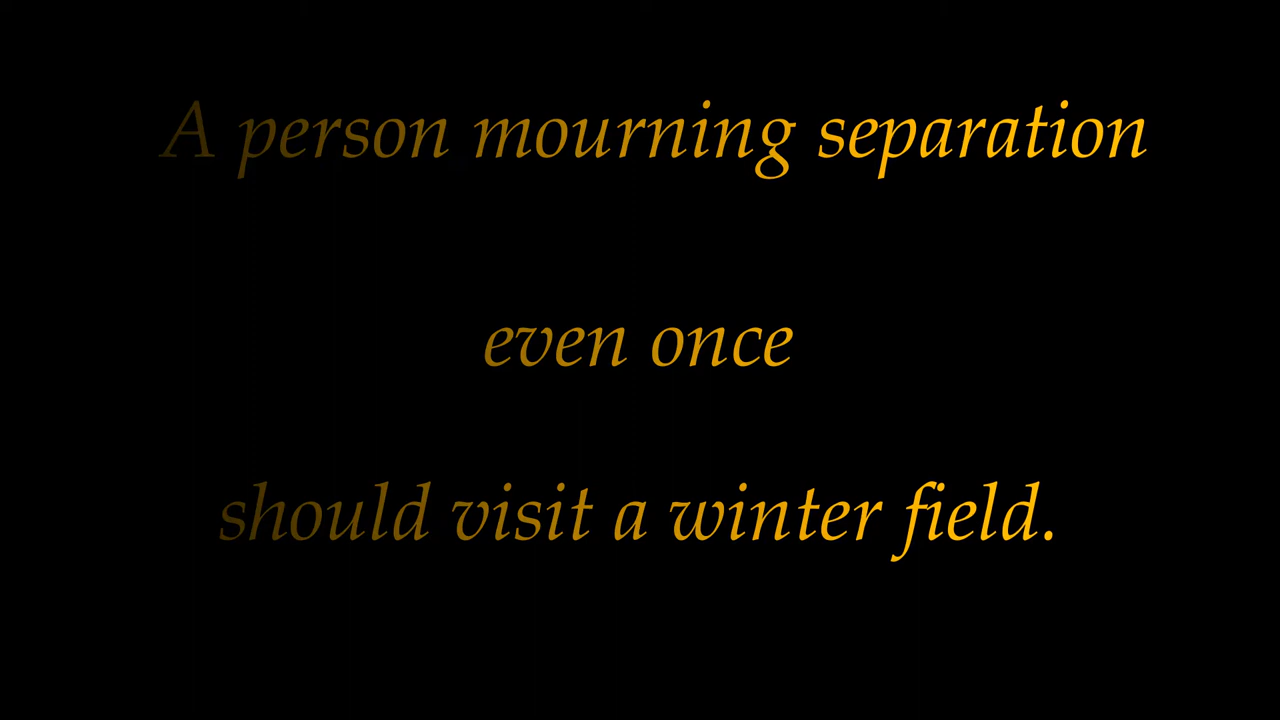 A person mourning separation
even once
should visit a winter field.